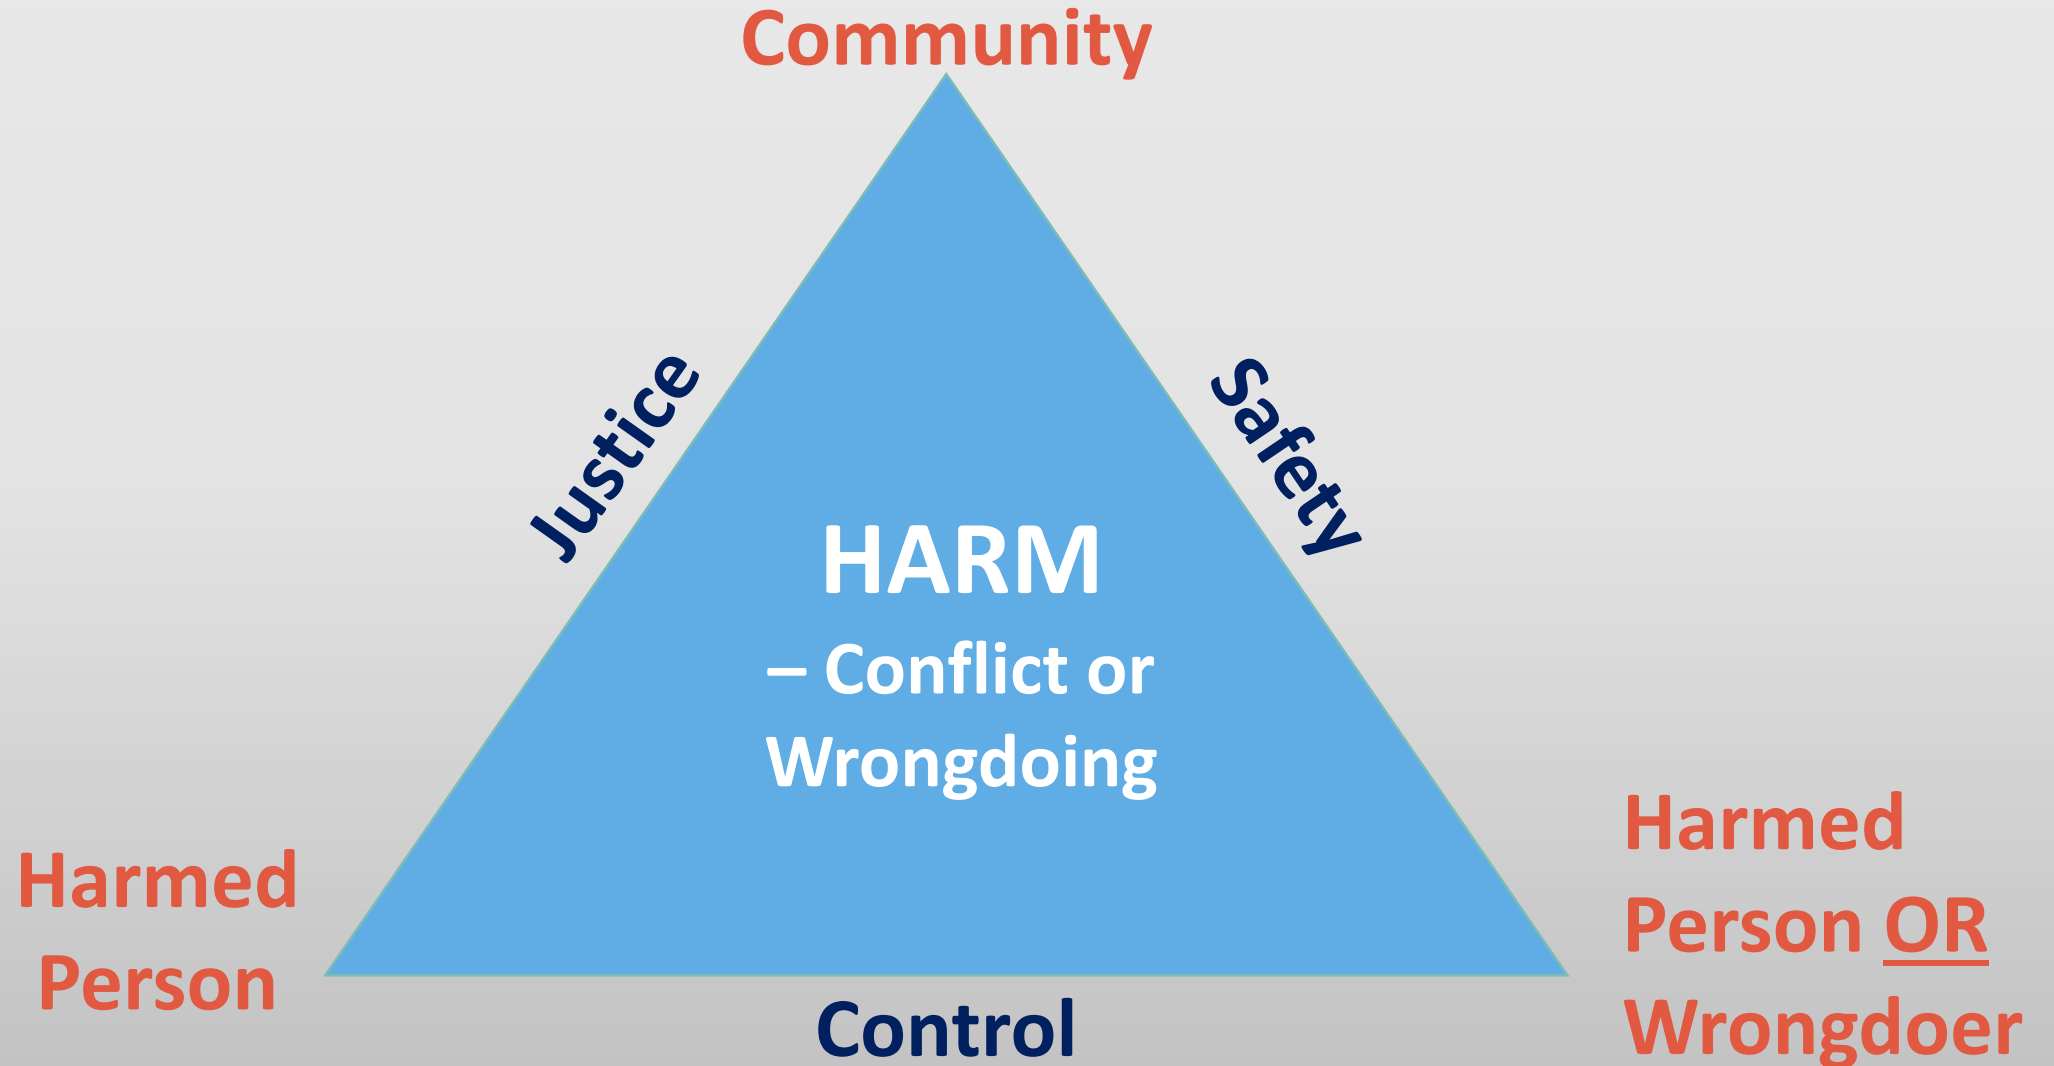 Community
Justice
Safety
HARM
– Conflict or
Wrongdoing
Harmed
Person
Harmed
Person OR
Wrongdoer
Control